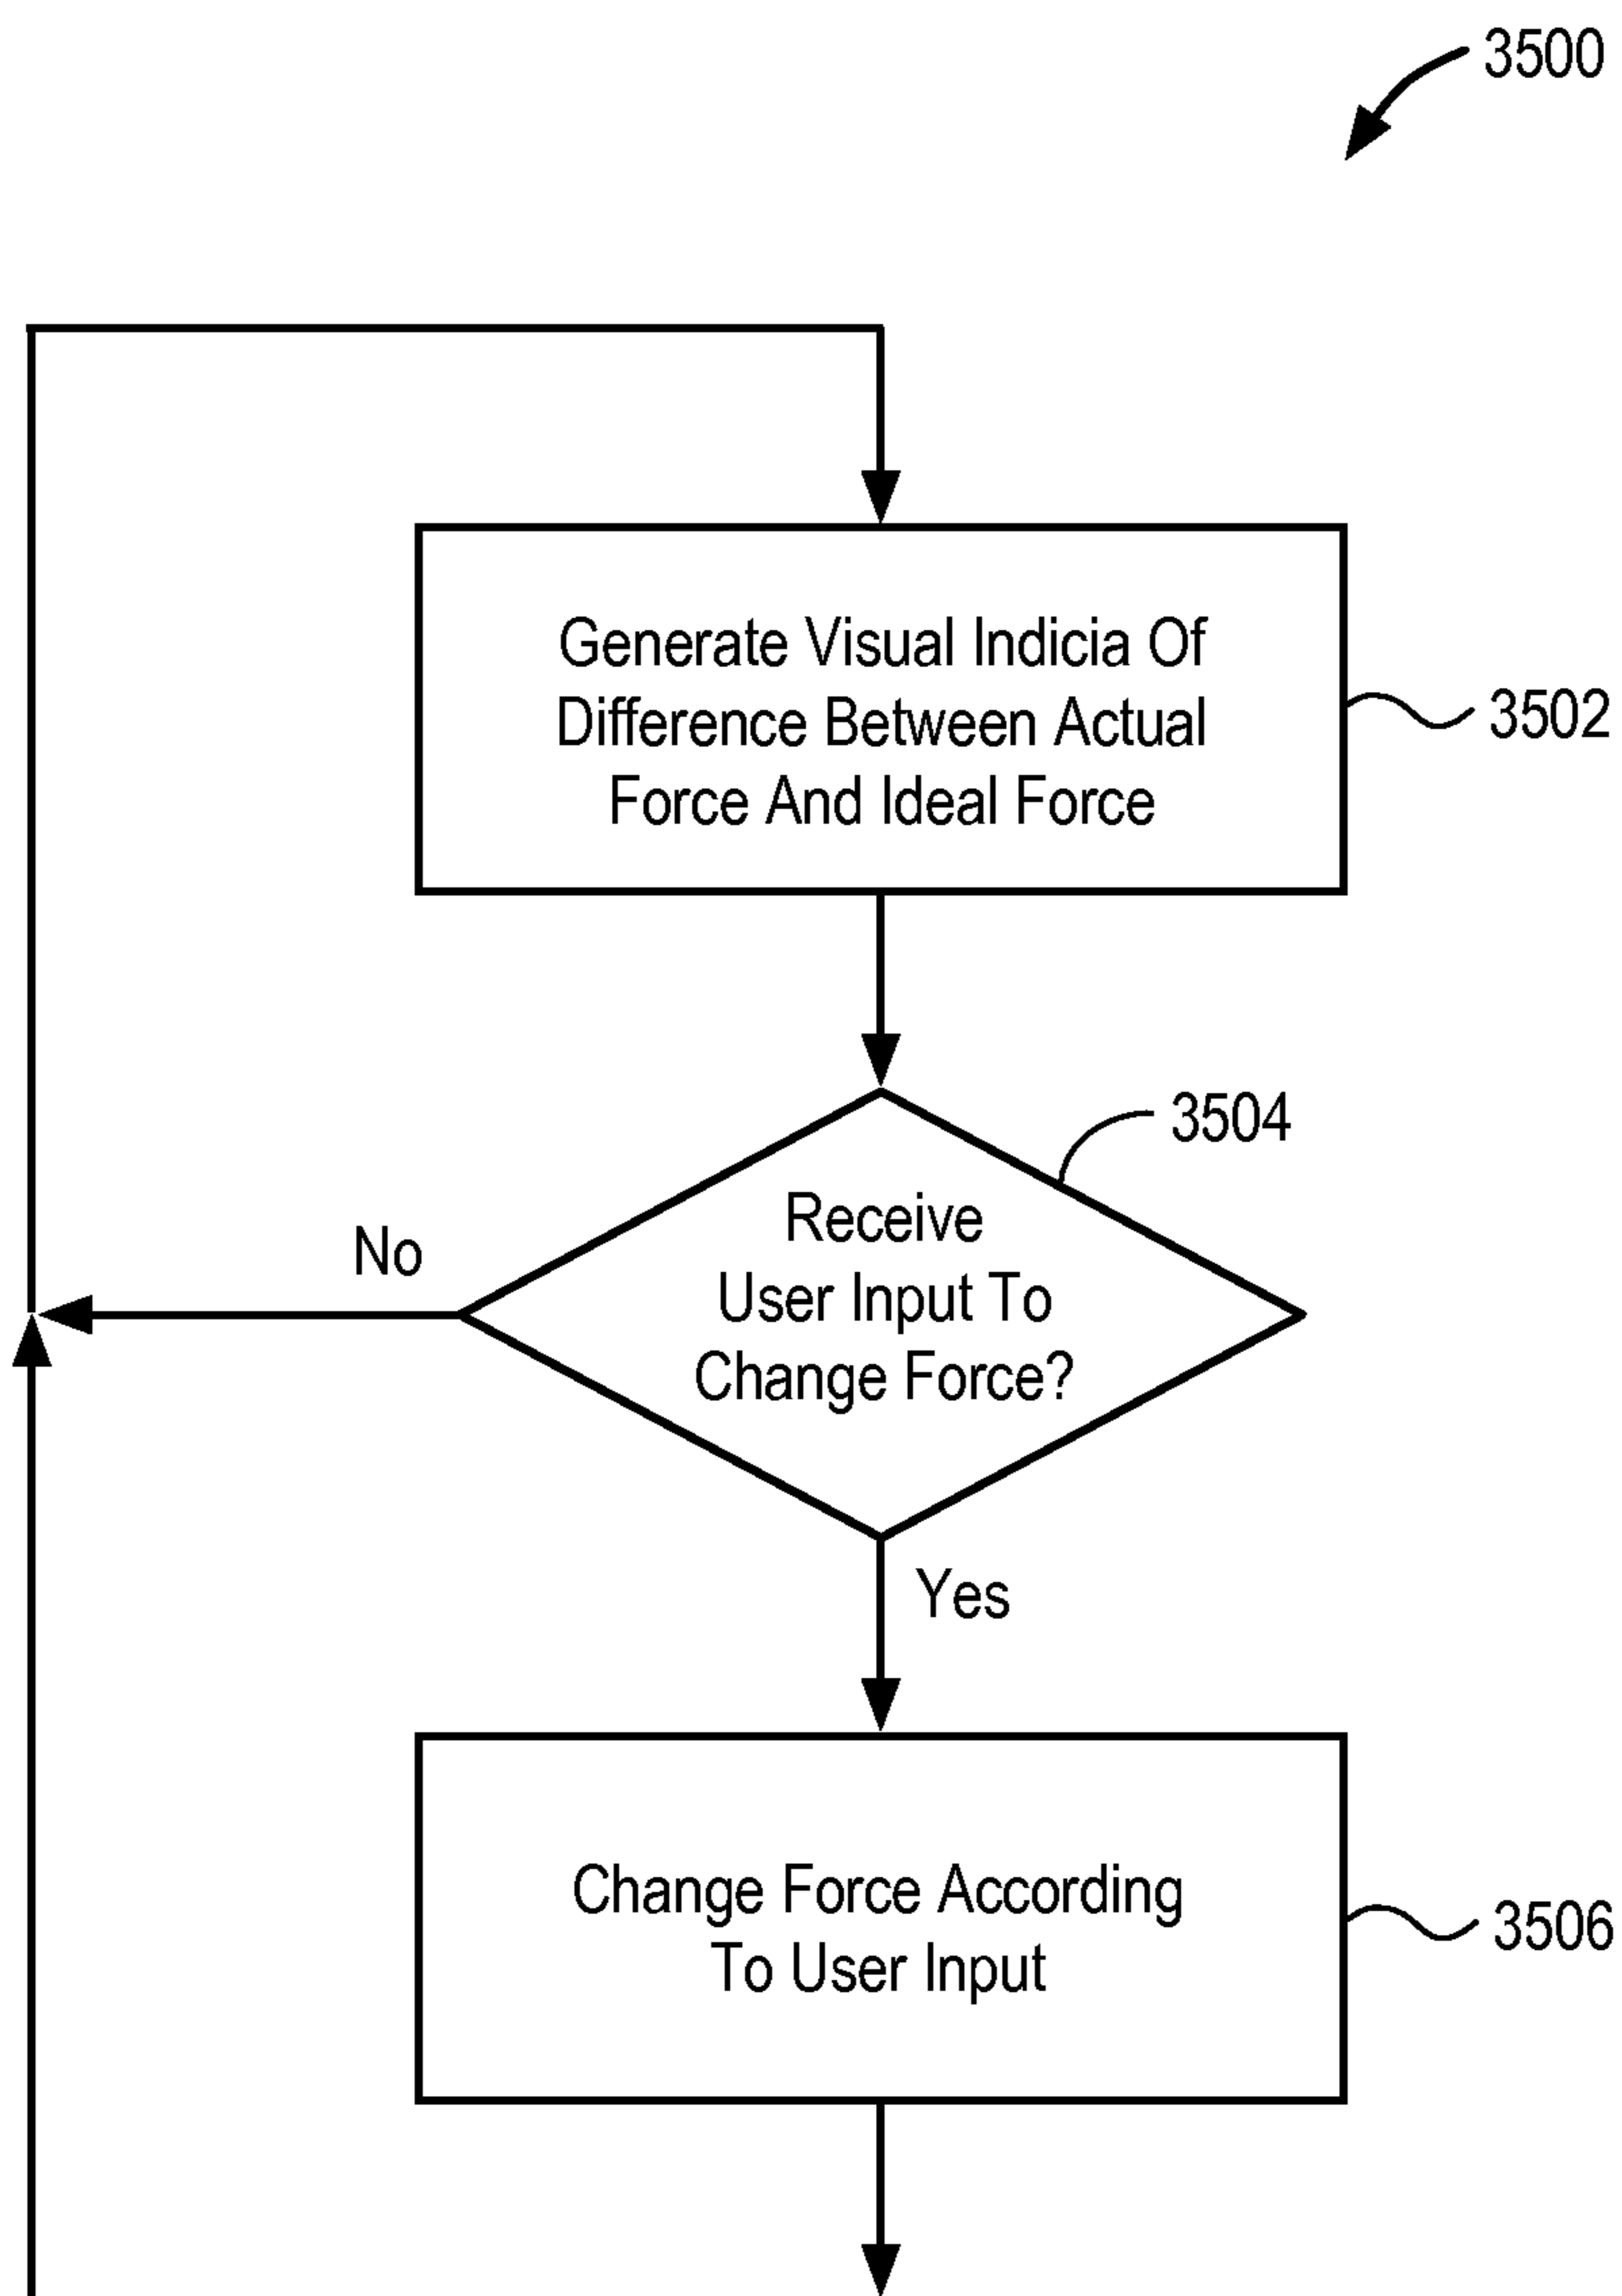 3500
Generate Visual Indicia Of
Difference Between Actual
Force And Ideal Force
3502
3504
Receive
User Input To
Change Force?
No
Yes
Change Force According
To User Input
3506